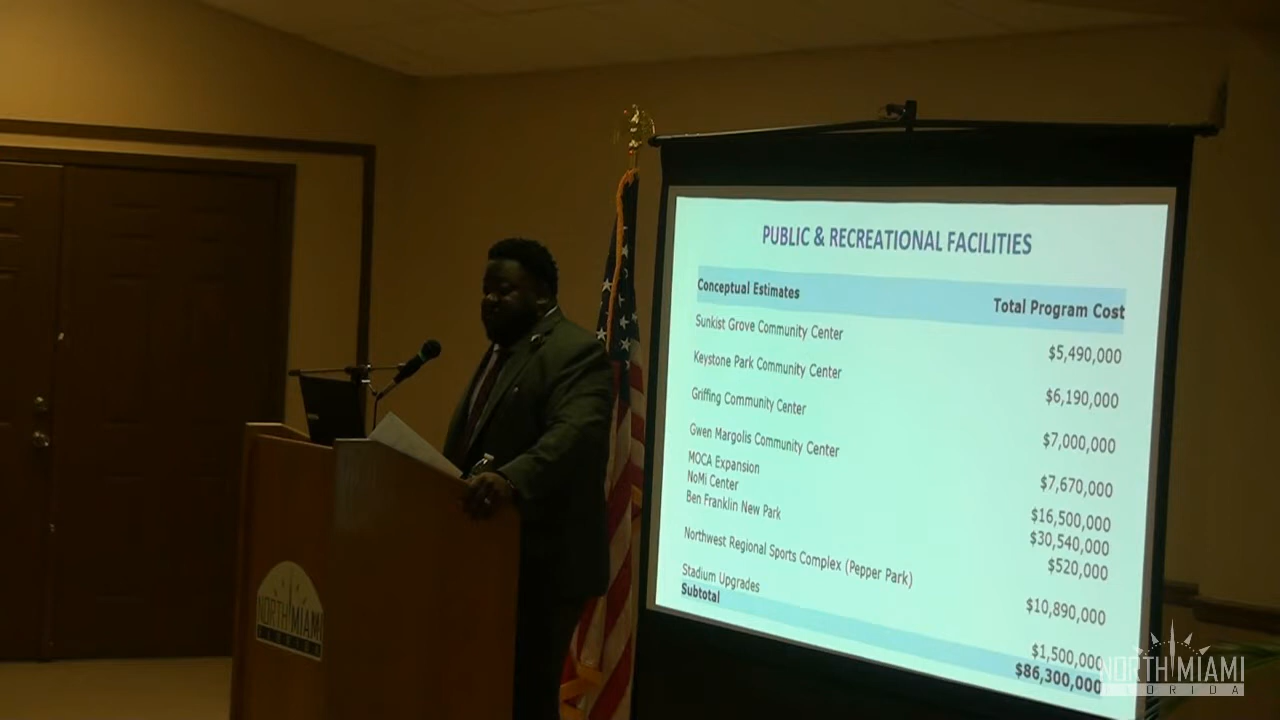 PUBLIC & RECREATIONAL FACILITIES
Conceptual Estimates Total Program Cost
Sunkist Grove Community Center $5,490,000
Keystone Park Community Center $6,190,000
Griffing Community Center $7,000,000
Gwen Margolis Community Center $7,670,000
MOCA Expansion $16,500,000
NoMi Center $30,540,000
Ben Franklin New Park $520,000
Northwest Regional Sports Complex (Pepper Park) $10,890,000
Stadium Upgrades $1,500,000
Subtotal $86,300,000
NORTH MIAMI
FLORIDA
NORTH MIAMI
FLORIDA